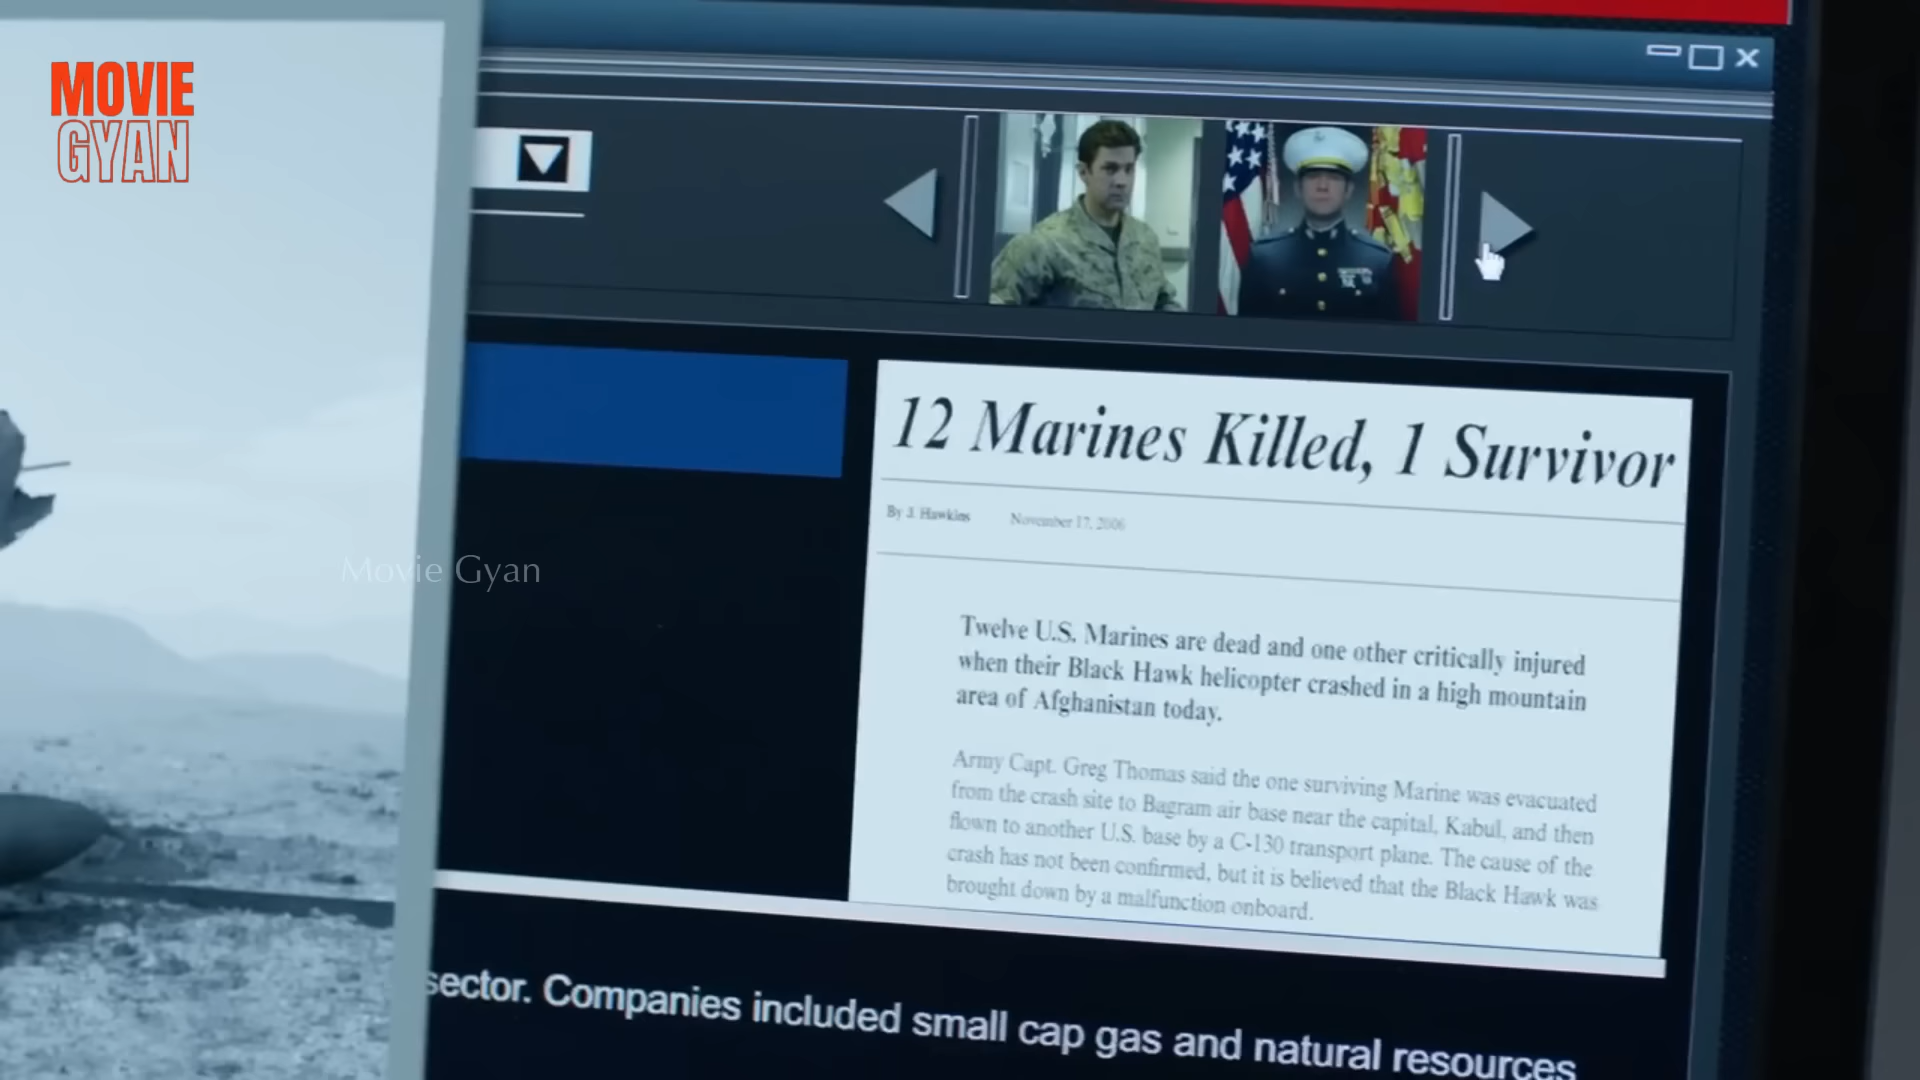 MOVIE
GYAN
12 Marines Killed, 1 Survivor
By J. Hawkins November 17, 2006
Movie Gyan
Twelve U.S. Marines are dead and one other critically injured
when their Black Hawk helicopter crashed in a high mountain
area of Afghanistan today.
Army Capt. Greg Thomas said the one surviving Marine was evacuated
from the crash site to Bagram air base near the capital, Kabul, and then
flown to another U.S. base by a C-130 transport plane. The cause of the
crash has not been confirmed, but it is believed that the Black Hawk was
brought down by a malfunction onboard.
sector. Companies included small cap gas and natural resources